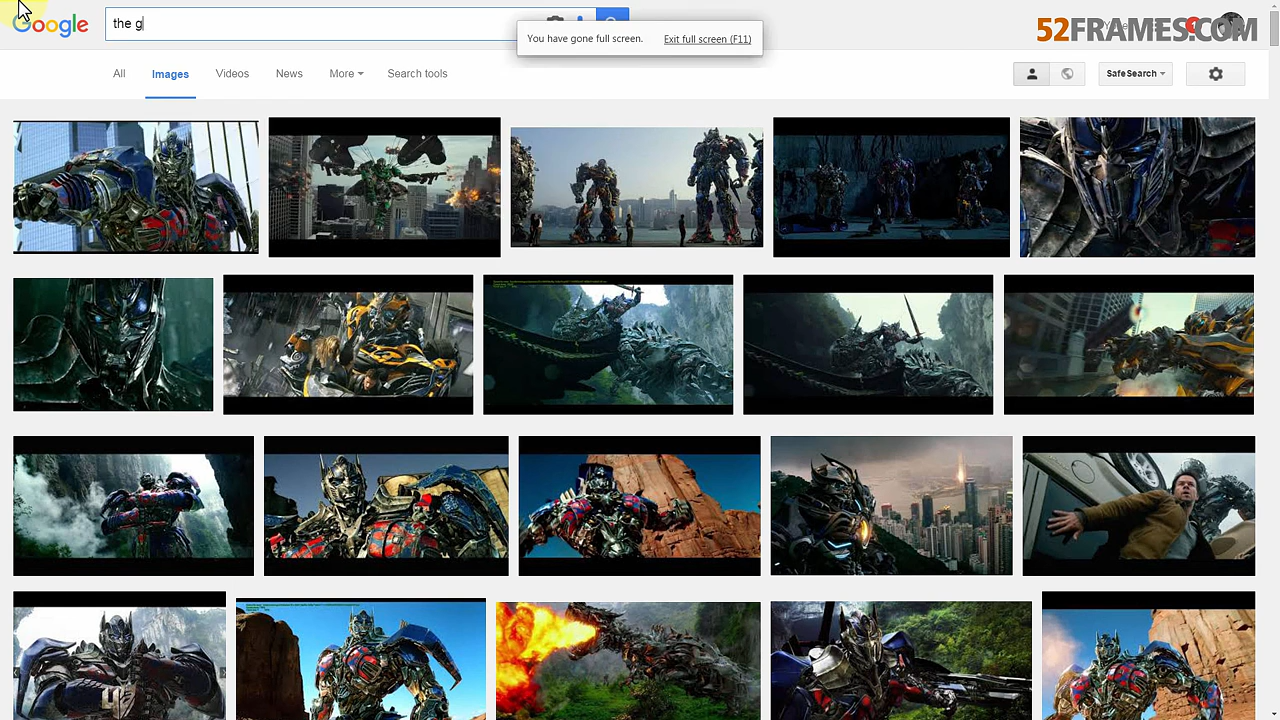 Google
the g
You have gone full screen.
Exit full screen (F11)
52FRAMES.COM
All
Images
Videos
News
More
Search tools
SafeSearch